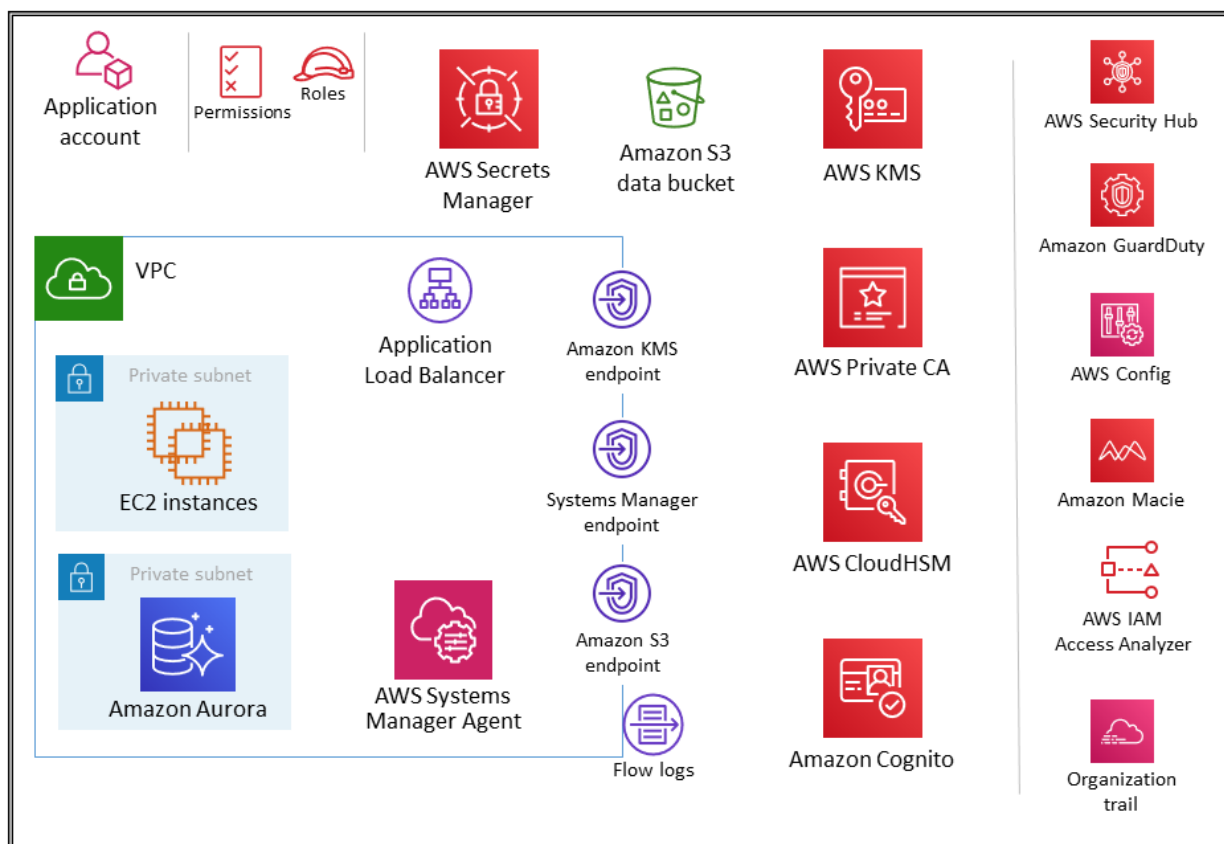 Application
account
Permissions
Roles
AWS Secrets
Manager
Amazon S3
data bucket
AWS KMS
AWS Security Hub
Amazon GuardDuty
VPC
Application
Load Balancer
Amazon KMS
endpoint
AWS Private CA
AWS Config
Private subnet
EC2 instances
Systems Manager
endpoint
AWS CloudHSM
Amazon Macie
Private subnet
Amazon Aurora
AWS Systems
Manager Agent
Amazon S3
endpoint
AWS IAM
Access Analyzer
Flow logs
Amazon Cognito
Organization
trail